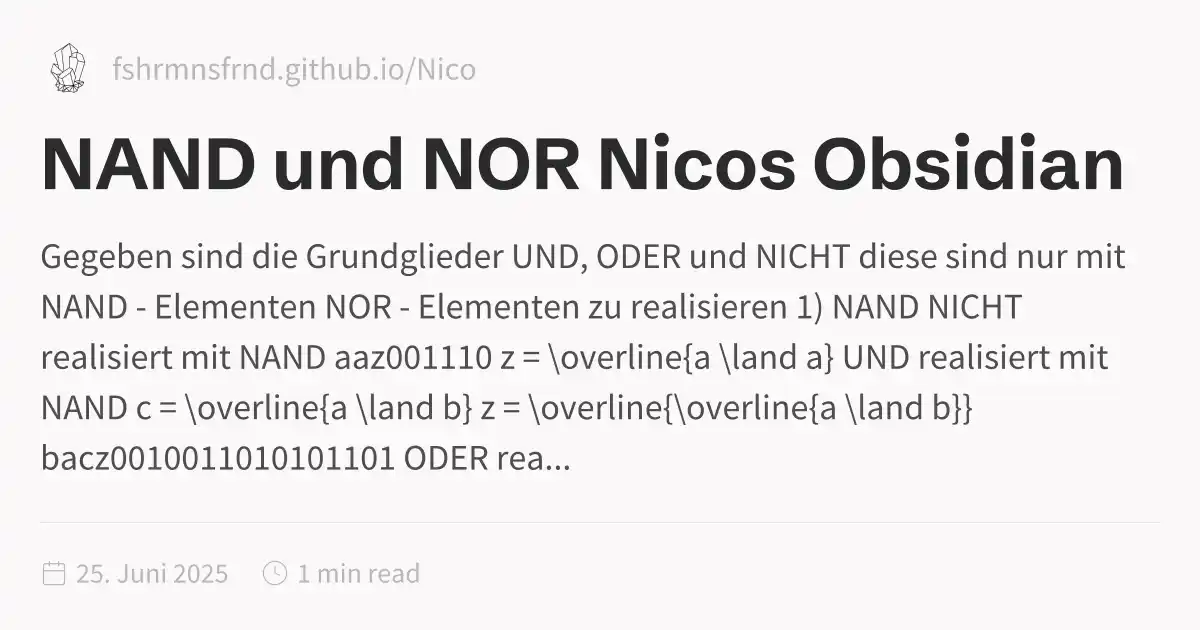 fshrmnsfrnd.github.io/Nico
NAND und NOR Nicos Obsidian
Gegeben sind die Grundglieder UND, ODER und NICHT diese sind nur mit
NAND - Elementen NOR - Elementen zu realisieren 1) NAND NICHT
realisiert mit NAND aaz001110 z = \overline{a \land a} UND realisiert mit
NAND c = \overline{a \land b} z = \overline{\overline{a \land b}}
bacz0010011010101101 ODER rea...
25. Juni 2025 1 min read